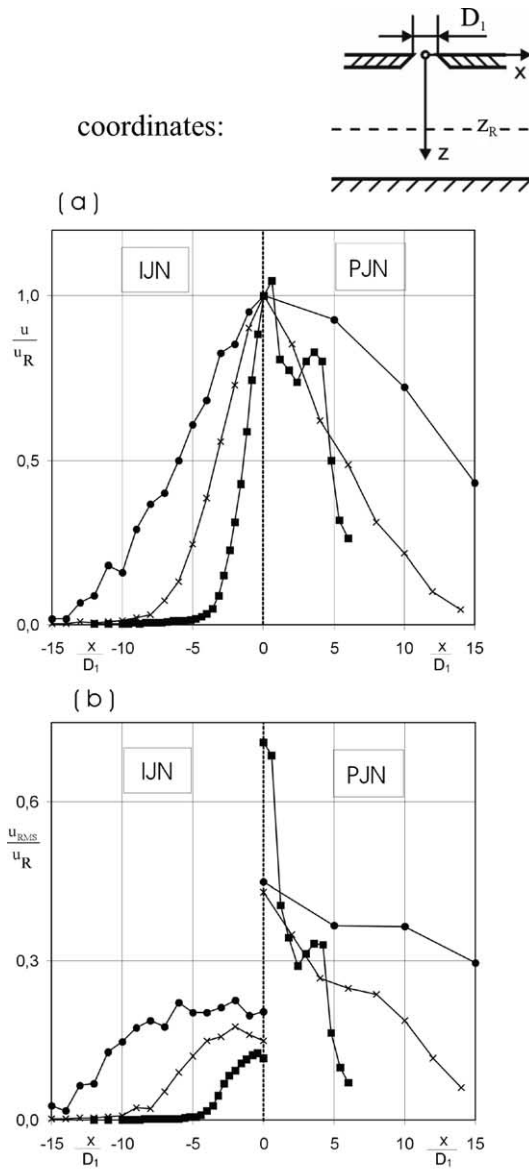 D1
x
coordinates:
zR
z
(a)
IJN
PJN
1,0
u
uR
0,5
0,0
-15 -10 -5 0 5 10 15
x
D1
x
D1
(b)
IJN
PJN
0,6
uRMS
uR
0,3
0,0
-15 -10 -5 0 5 10 15
x
D1
x
D1